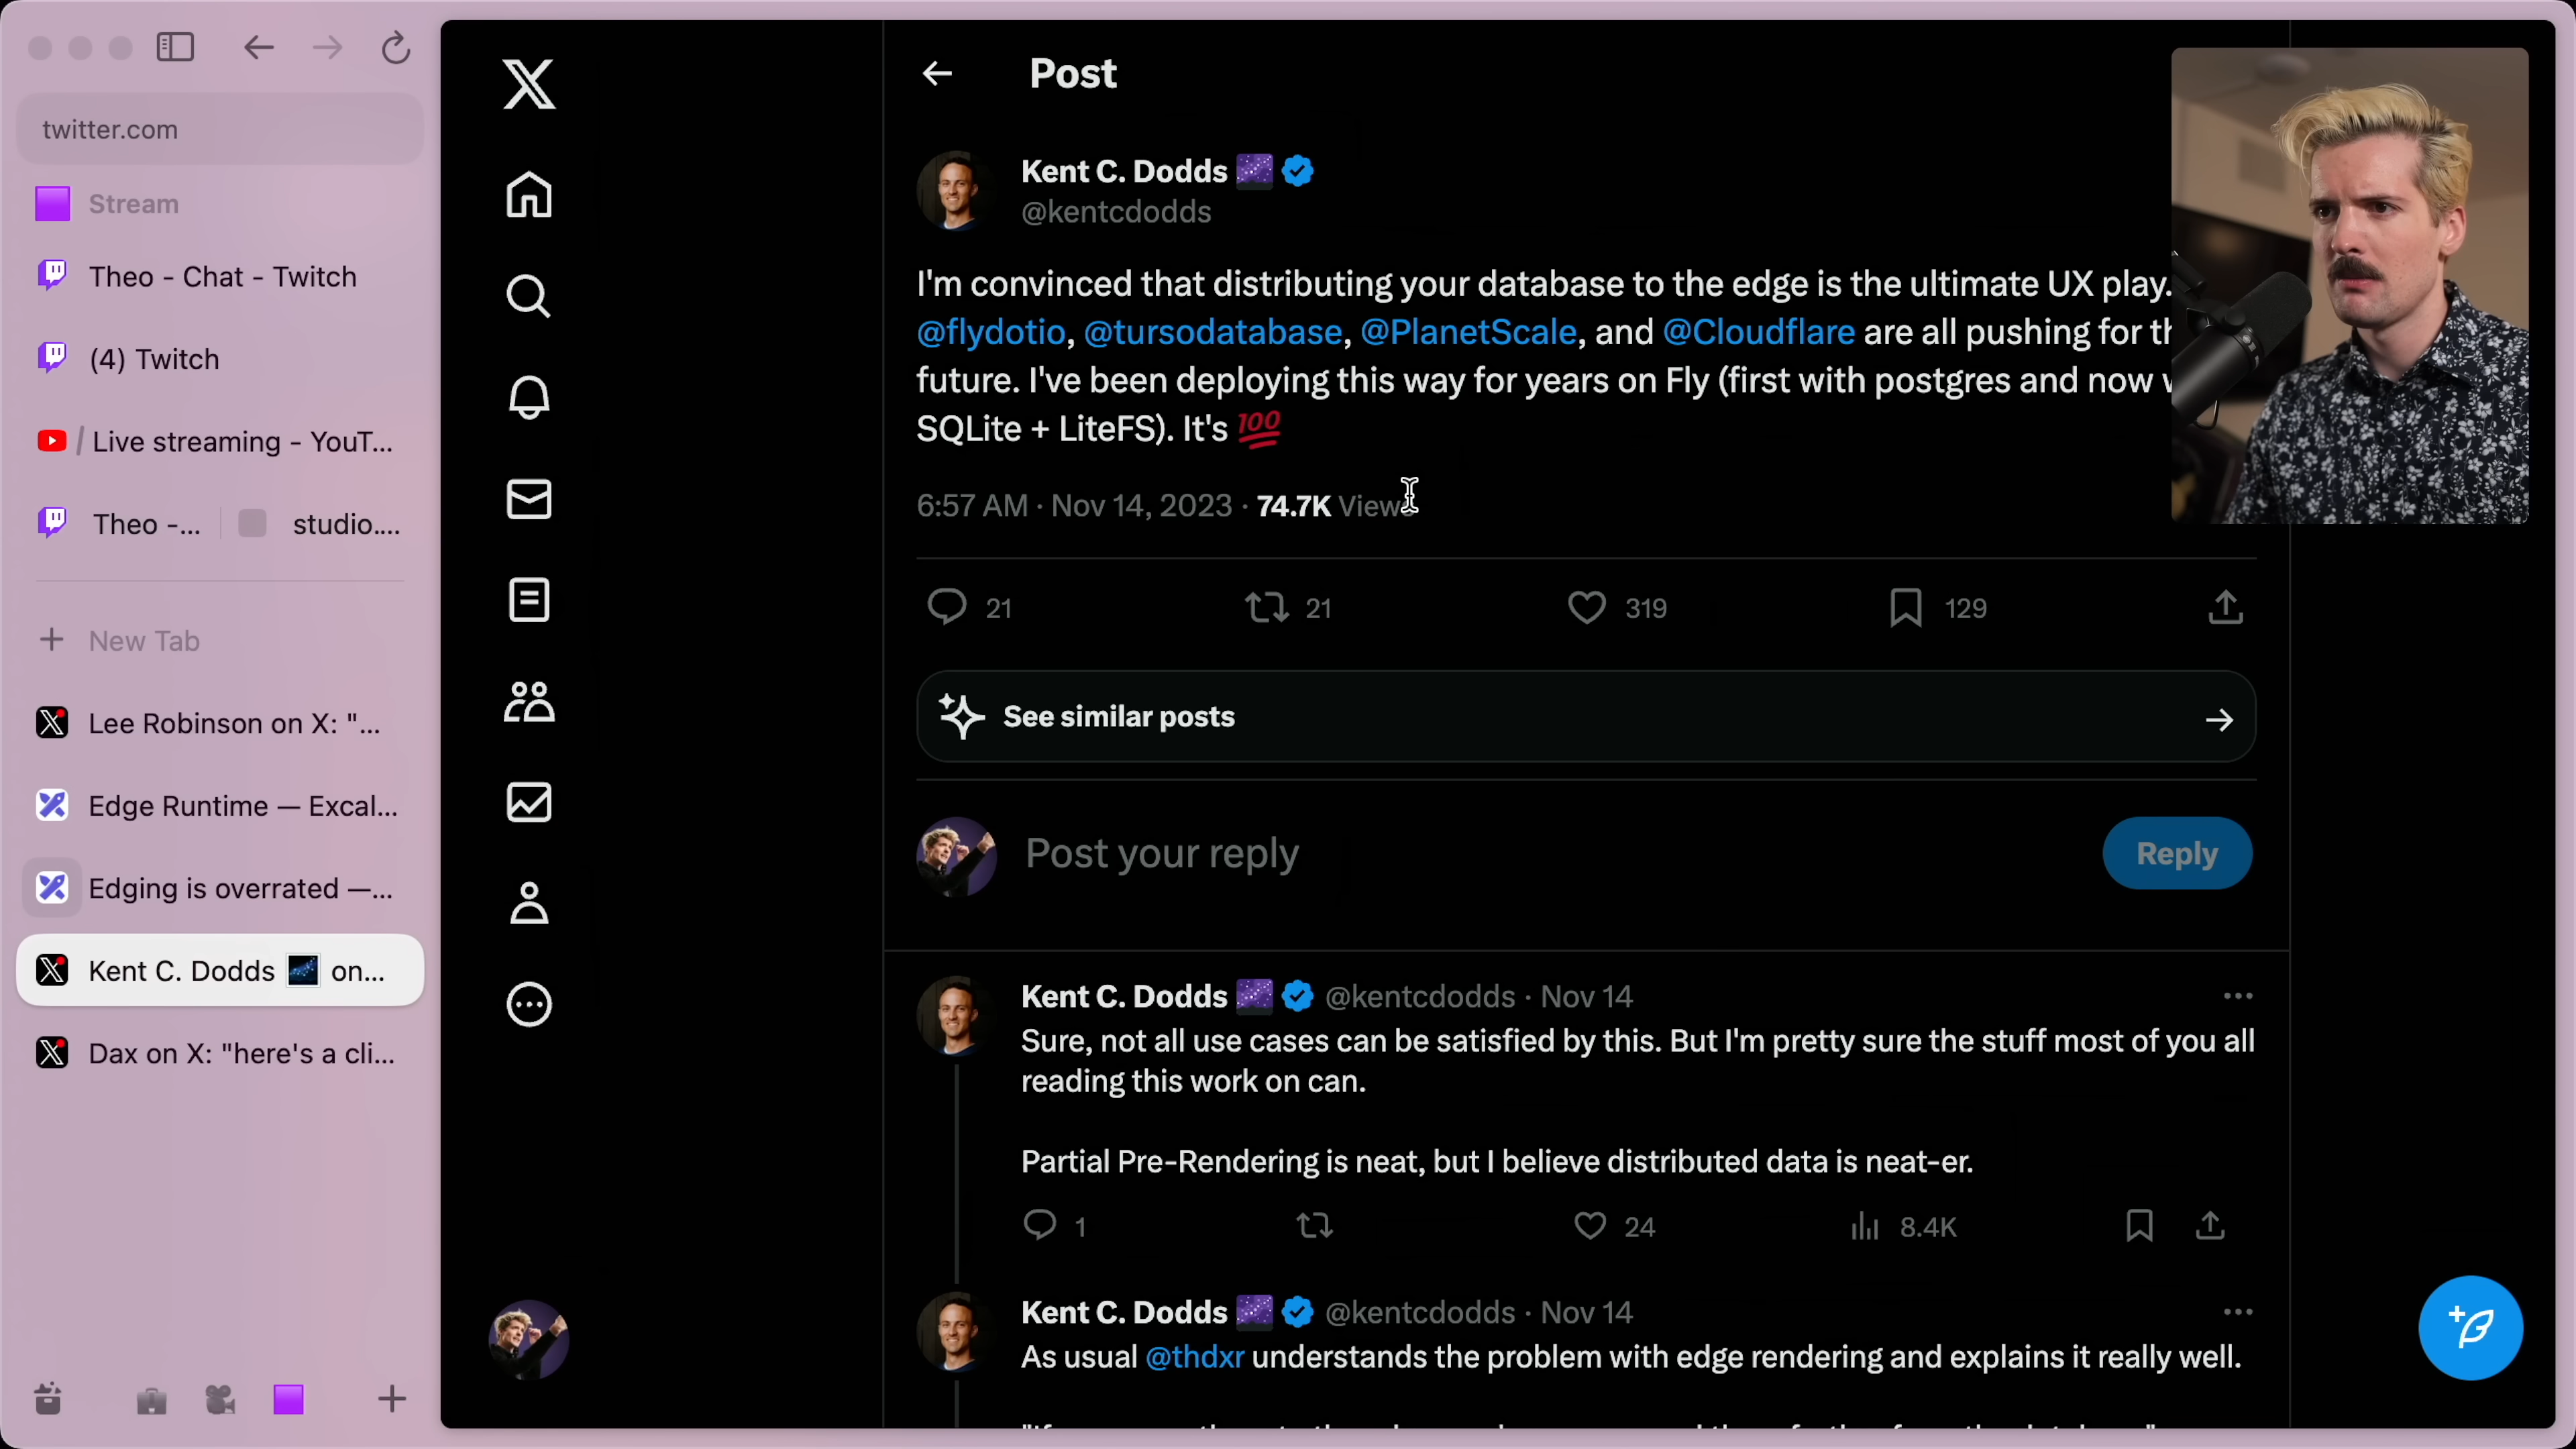 twitter.com
Stream
Theo - Chat - Twitch
(4) Twitch
Live streaming - YouT...
Theo -...
studio....
New Tab
Lee Robinson on X: "...
Edge Runtime — Excal...
Edging is overrated —...
Kent C. Dodds 🌌 on...
Dax on X: "here's a cli...
Post
Kent C. Dodds 🌌
@kentcdodds
I'm convinced that distributing your database to the edge is the ultimate UX play.
@flydotio, @tursodatabase, @PlanetScale, and @Cloudflare are all pushing for
future. I've been deploying this way for years on Fly (first with postgres and now
SQLite + LiteFS). It's 💯
6:57 AM · Nov 14, 2023 · 74.7K Views
21
21
319
129
See similar posts
Post your reply
Reply
Kent C. Dodds 🌌 @kentcdodds · Nov 14
Sure, not all use cases can be satisfied by this. But I'm pretty sure the stuff most of you all
reading this work on can.
Partial Pre-Rendering is neat, but I believe distributed data is neat-er.
1
24
8.4K
Kent C. Dodds 🌌 @kentcdodds · Nov 14
As usual @thdxr understands the problem with edge rendering and explains it really well.